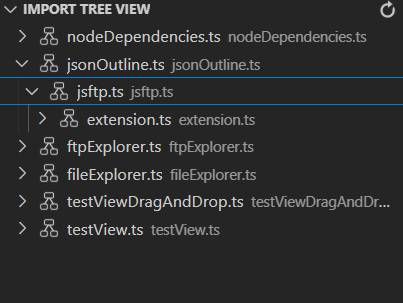 IMPORT TREE VIEW
nodeDependencies.ts nodeDependencies.ts
jsonOutline.ts jsonOutline.ts
jsftp.ts jsftp.ts
extension.ts extension.ts
ftpExplorer.ts ftpExplorer.ts
fileExplorer.ts fileExplorer.ts
testViewDragAndDrop.ts testViewDragAndDr...
testView.ts testView.ts